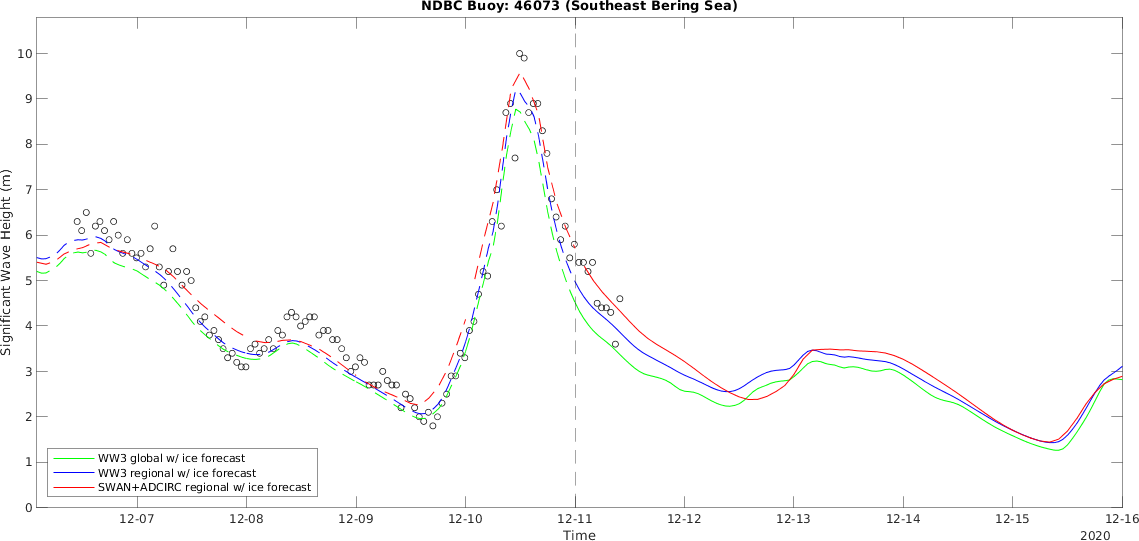 NDBC Buoy: 46073 (Southeast Bering Sea)
Significant Wave Height (m)
10
9
8
7
6
5
4
3
2
1
0
WW3 global w/ ice forecast
WW3 regional w/ ice forecast
SWAN+ADCIRC regional w/ ice forecast
12-07 12-08 12-09 12-10 12-11 12-12 12-13 12-14 12-15 12-16
Time
2020